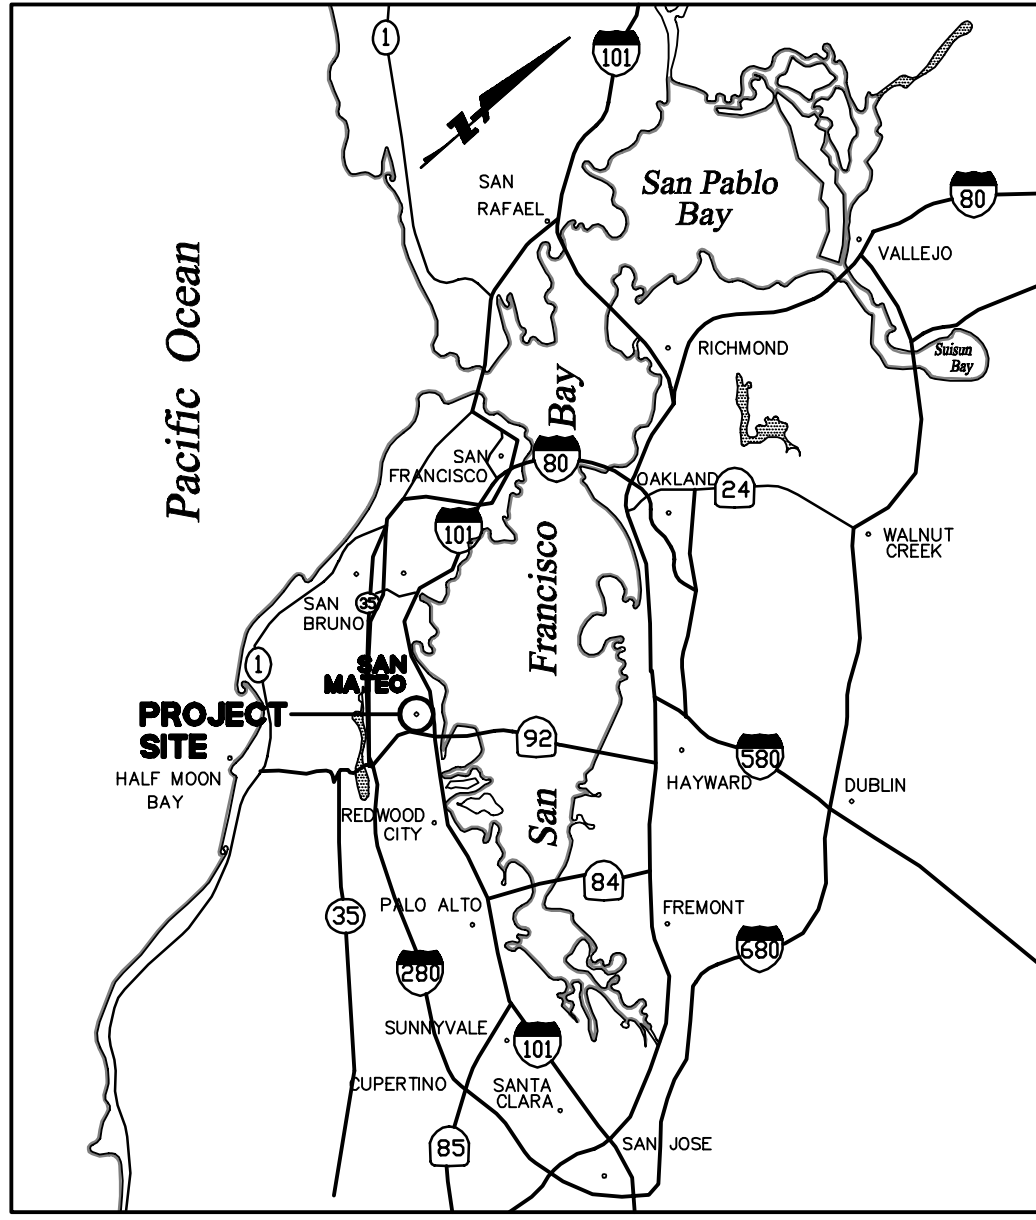 1
101
Z
SAN
RAFAEL
San Pablo
Bay
80
VALLEJO
Pacific Ocean
RICHMOND
Suisun
Bay
San Francisco Bay
SAN
FRANCISCO
80
OAKLAND
24
101
WALNUT
CREEK
SAN
BRUNO
35
1
SAN
MATEO
PROJECT
SITE
92
580
HALF MOON
BAY
HAYWARD
DUBLIN
REDWOOD
CITY
84
PALO ALTO
FREMONT
35
680
280
SUNNYVALE
101
CUPERTINO
SANTA
CLARA
85
SAN JOSE